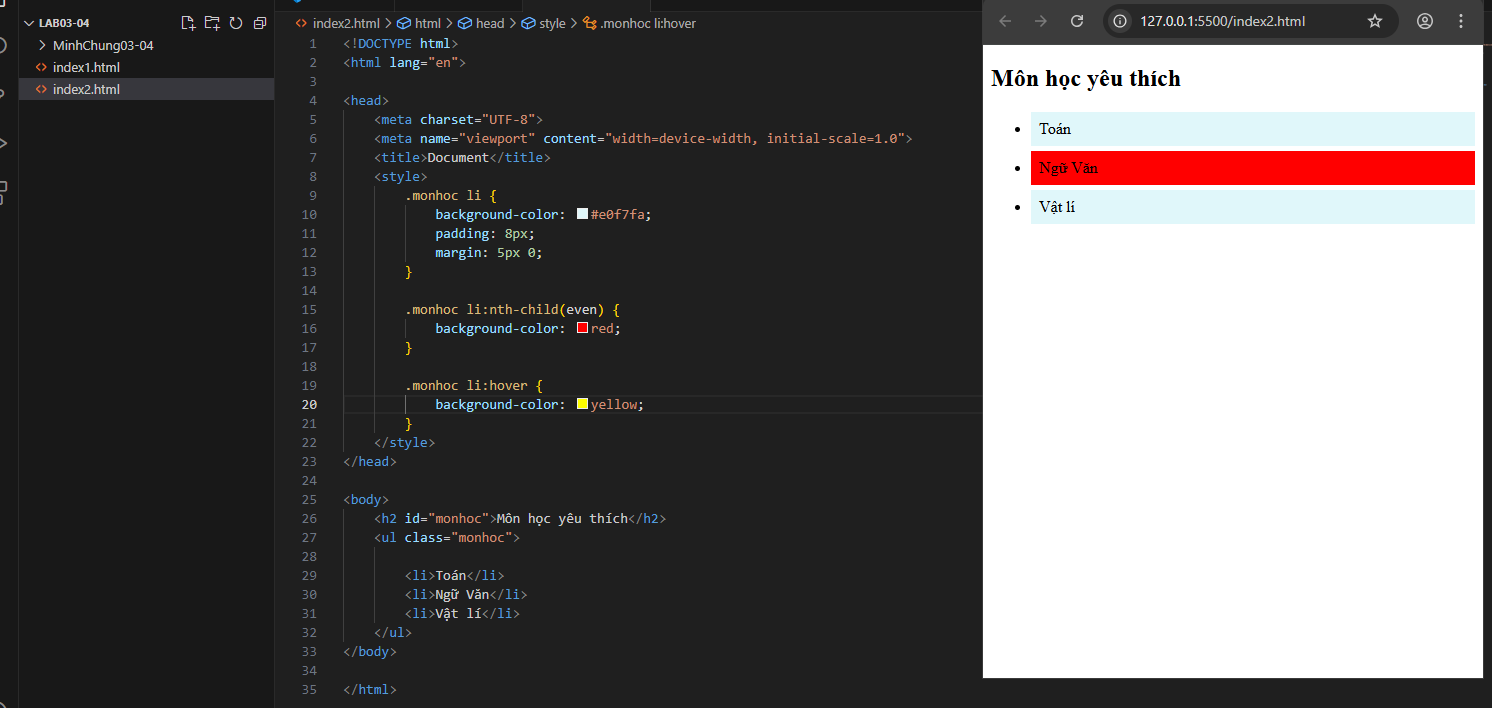 LAB03-04
MinhChung03-04
index1.html
index2.html
index2.html > html > head > style > .monhoc li:hover
1 <!DOCTYPE html>
2 <html lang="en">
3
4 <head>
5 <meta charset="UTF-8">
6 <meta name="viewport" content="width=device-width, initial-scale=1.0">
7 <title>Document</title>
8 <style>
9 .monhoc li {
10 background-color: #e0f7fa;
11 padding: 8px;
12 margin: 5px 0;
13 }
14
15 .monhoc li:nth-child(even) {
16 background-color: red;
17 }
18
19 .monhoc li:hover {
20 background-color: yellow;
21 }
22 </style>
23 </head>
24
25 <body>
26 <h2 id="monhoc">Môn học yêu thích</h2>
27 <ul class="monhoc">
28
29 <li>Toán</li>
30 <li>Ngữ Văn</li>
31 <li>Vật lí</li>
32 </ul>
33 </body>
34
35 </html>
127.0.0.1:5500/index2.html
Môn học yêu thích
Toán
Ngữ Văn
Vật lí